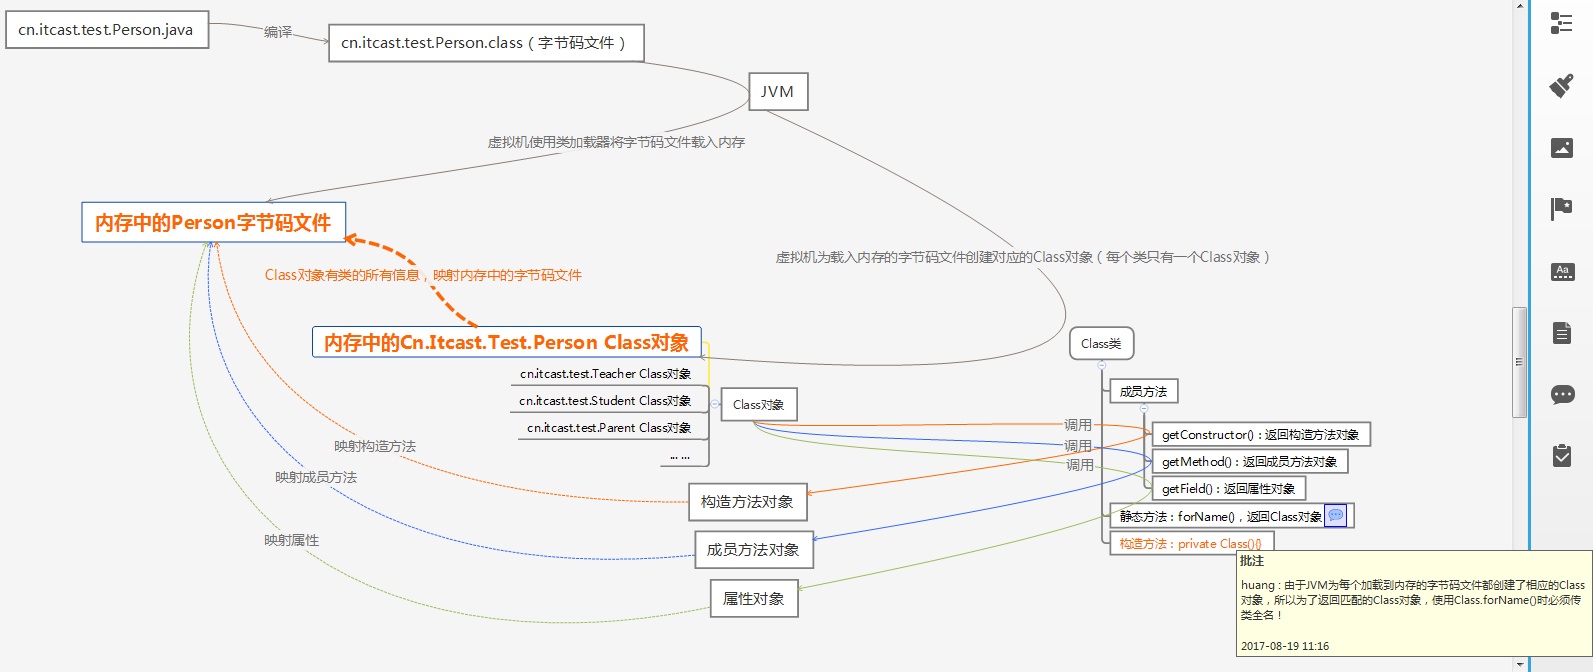 cn.itcast.test.Person.java
编译
cn.itcast.test.Person.class（字节码文件）
JVM
虚拟机使用类加载器将字节码文件载入内存
内存中的Person字节码文件
虚拟机为载入内存的字节码文件创建对应的Class对象（每个类只有一个Class对象）
Class对象有类的所有信息，映射内存中的字节码文件
内存中的Cn.Itcast.Test.Person Class对象
cn.itcast.test.Teacher Class对象
cn.itcast.test.Student Class对象
cn.itcast.test.Parent Class对象
... ...
Class对象
Class类
成员方法
调用
getConstructor()：返回构造方法对象
调用
getMethod()：返回成员方法对象
调用
getField()：返回属性对象
静态方法：forName()，返回Class对象
构造方法：private Class(){}
映射构造方法
构造方法对象
映射成员方法
成员方法对象
映射属性
属性对象
批注
huang : 由于JVM为每个加载到内存的字节码文件都创建了相应的Class
对象，所以为了返回匹配的Class对象，使用Class.forName()时必须传
类全名！
2017-08-19 11:16
Aa